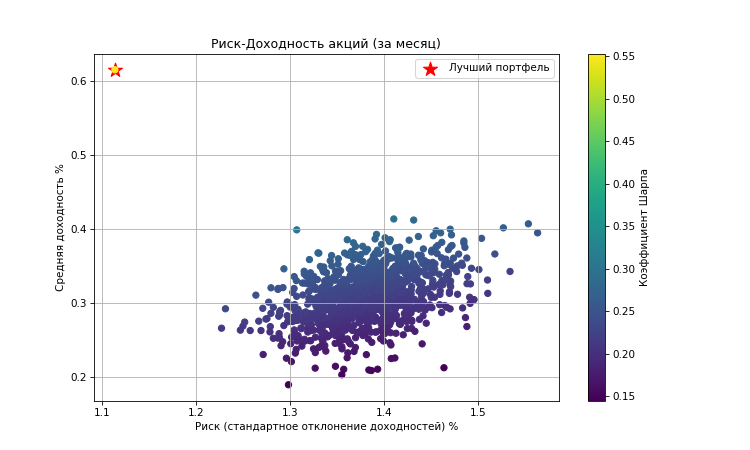 Риск-Доходность акций (за месяц)
Лучший портфель
Средняя доходность %
0.6
0.5
0.4
0.3
0.2
1.1 1.2 1.3 1.4 1.5
Риск (стандартное отклонение доходностей) %
0.55
0.50
0.45
0.40
0.35
0.30
0.25
0.20
0.15
Коэффициент Шарпа